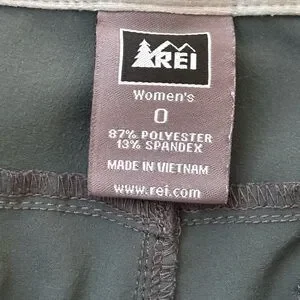 REI
Women's
0
87% POLYESTER
13% SPANDEX
MADE IN VIETNAM
www.rei.com